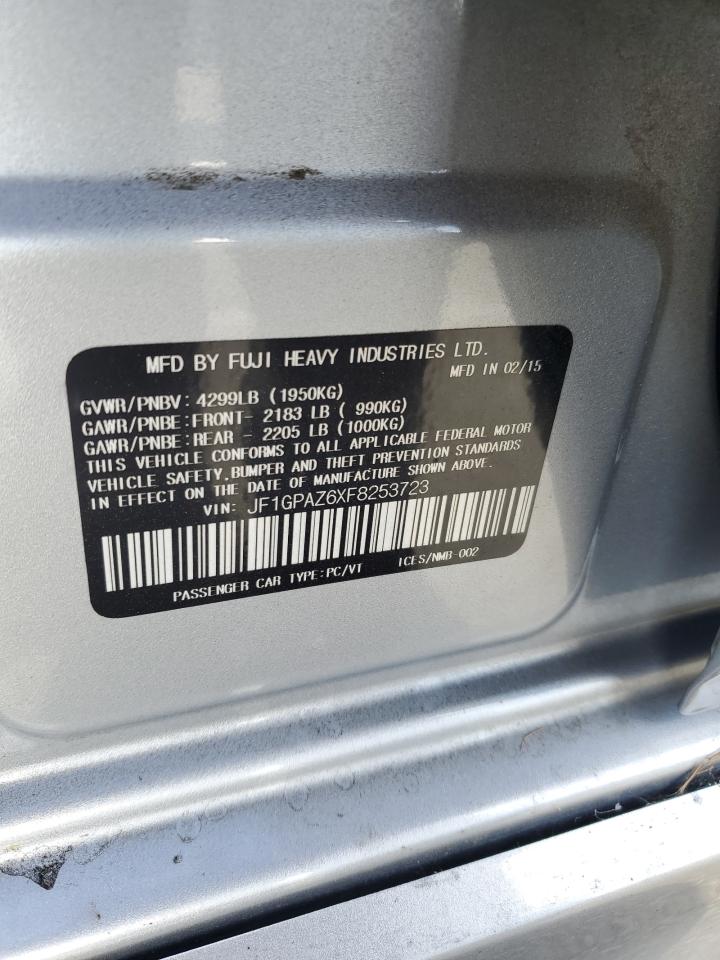 MFD BY FUJI HEAVY INDUSTRIES LTD.
MFD IN 02/15
GVWR/PNBV: 4299LB (1950KG)
GAWR/PNBE:FRONT- 2183 LB ( 990KG)
GAWR/PNBE:REAR - 2205 LB (1000KG)
THIS VEHICLE CONFORMS TO ALL APPLICABLE FEDERAL MOTOR
VEHICLE SAFETY,BUMPER AND THEFT PREVENTION STANDARDS
IN EFFECT ON THE DATE OF MANUFACTURE SHOWN ABOVE.
VIN: JF1GPAZ6XF8253723
PASSENGER CAR TYPE:PC/VT ICES/NMB-002